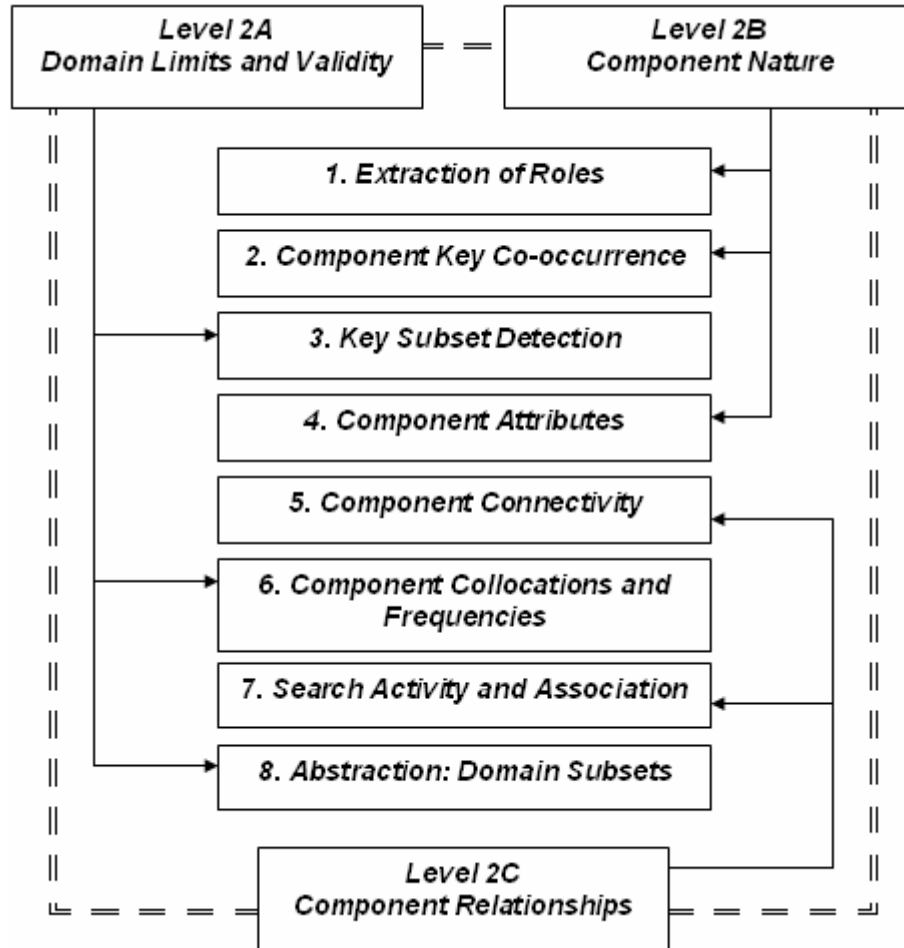 Level 2A
Domain Limits and Validity
Level 2B
Component Nature
1. Extraction of Roles
2. Component Key Co-occurrence
3. Key Subset Detection
4. Component Attributes
5. Component Connectivity
6. Component Collocations and
Frequencies
7. Search Activity and Association
8. Abstraction: Domain Subsets
Level 2C
Component Relationships